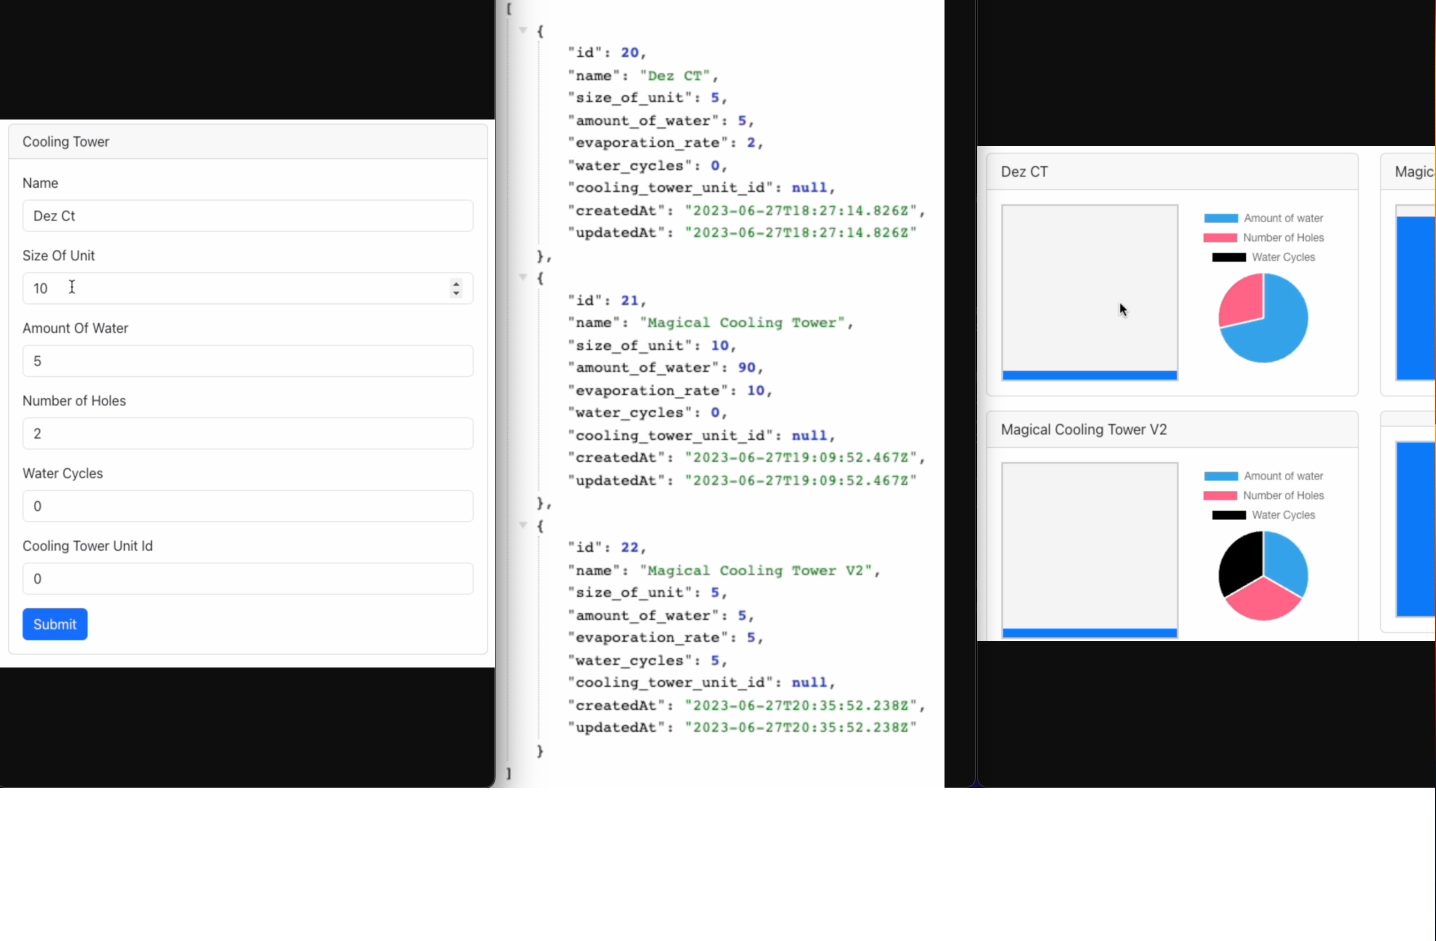 Cooling Tower
Name
Dez Ct
Size Of Unit
10
Amount Of Water
5
Number of Holes
2
Water Cycles
0
Cooling Tower Unit Id
0
Submit
[
{
"id": 20,
"name": "Dez CT",
"size_of_unit": 5,
"amount_of_water": 5,
"evaporation_rate": 2,
"water_cycles": 0,
"cooling_tower_unit_id": null,
"createdAt": "2023-06-27T18:27:14.826Z",
"updatedAt": "2023-06-27T18:27:14.826Z"
},
{
"id": 21,
"name": "Magical Cooling Tower",
"size_of_unit": 10,
"amount_of_water": 90,
"evaporation_rate": 10,
"water_cycles": 0,
"cooling_tower_unit_id": null,
"createdAt": "2023-06-27T19:09:52.467Z",
"updatedAt": "2023-06-27T19:09:52.467Z"
},
{
"id": 22,
"name": "Magical Cooling Tower V2",
"size_of_unit": 5,
"amount_of_water": 5,
"evaporation_rate": 5,
"water_cycles": 5,
"cooling_tower_unit_id": null,
"createdAt": "2023-06-27T20:35:52.238Z",
"updatedAt": "2023-06-27T20:35:52.238Z"
}
]
Dez CT
Amount of water
Number of Holes
Water Cycles
Magic
Magical Cooling Tower V2
Amount of water
Number of Holes
Water Cycles